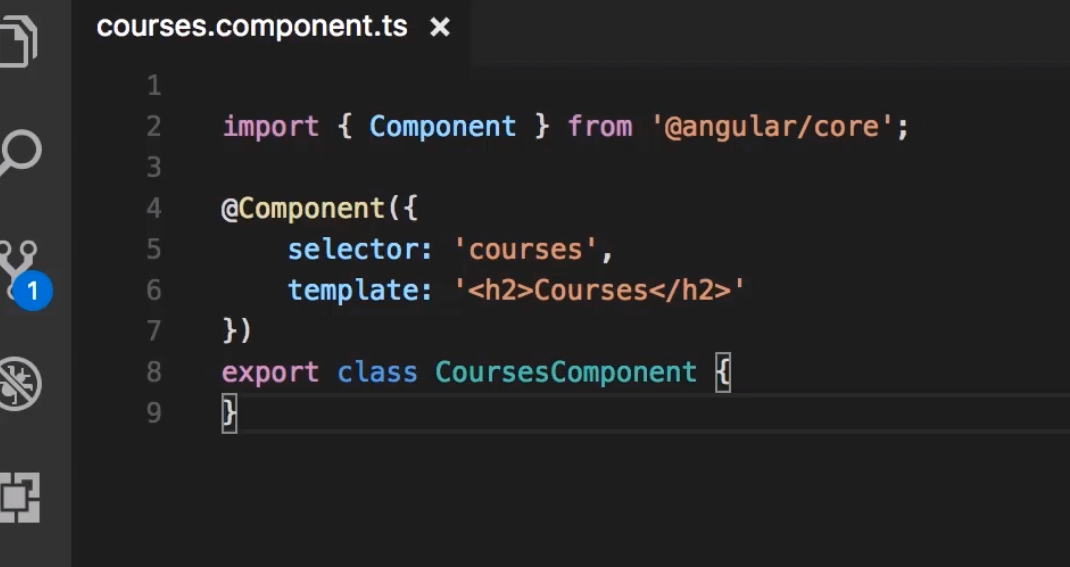 courses.component.ts ×
1
2 import { Component } from '@angular/core';
3
4 @Component({
5     selector: 'courses',
6     template: '<h2>Courses</h2>'
7 })
8 export class CoursesComponent {
9 }
1